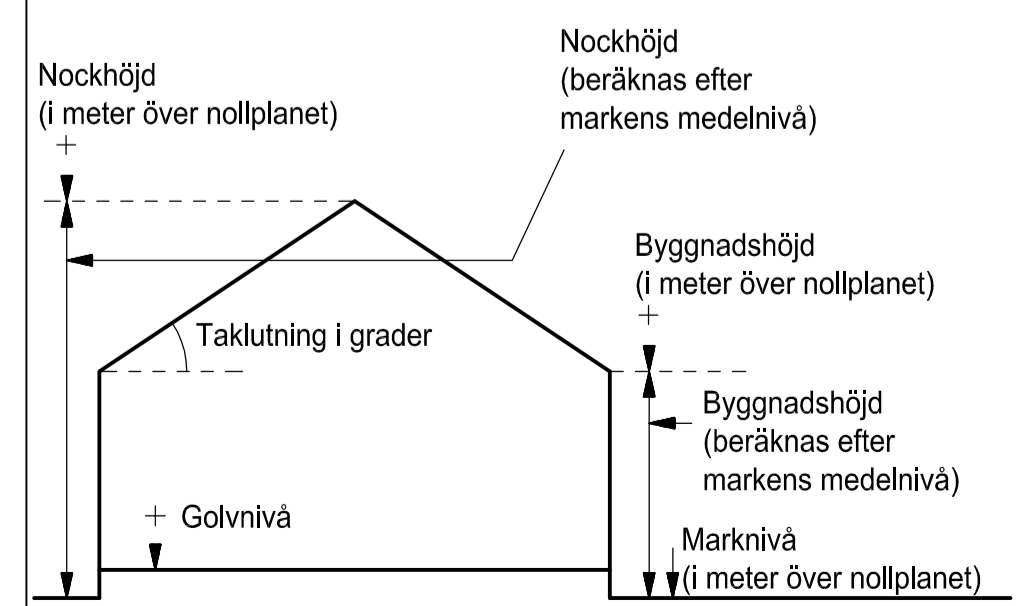 Nockhöjd
(i meter över nollplanet)
+
Nockhöjd
(beräknas efter
markens medelnivå)
Byggnadshöjd
(i meter över nollplanet)
+
Taklutning i grader
Byggnadshöjd
(beräknas efter
markens medelnivå)
+ Golvnivå
Marknivå
(i meter över nollplanet)